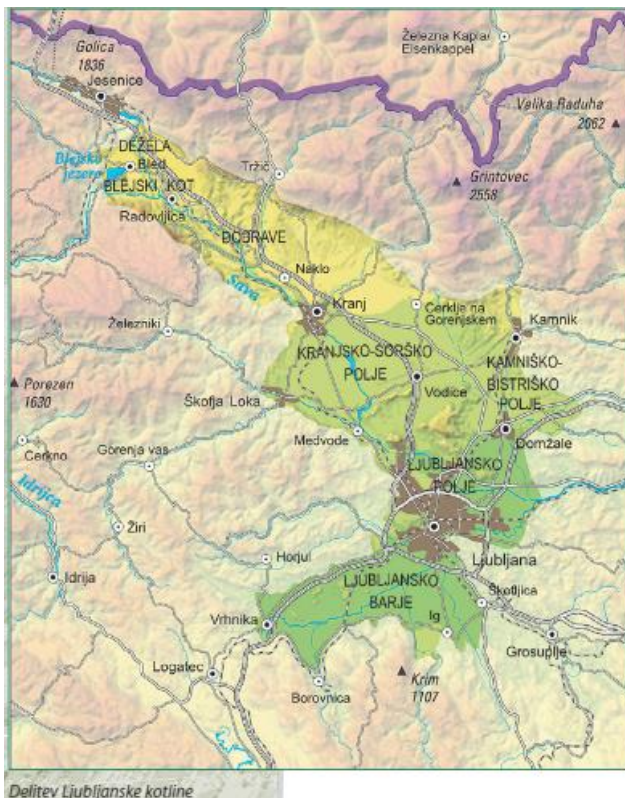 Golica
1836
Železna Kapla/
Eisenkappel
Jesenice
Velika Raduha
2062
DEŽELA
Blejsko
jezero
Bled
Tržič
Grintovec
2558
BLEJSKI KOT
Radovljica
DOBRAVE
Naklo
Sava
Kranj
Cerklje na
Gorenjskem
Železniki
Kamnik
KRANJSKO-SORŠKO
POLJE
KAMNIŠKO-
BISTRIŠKO
POLJE
Porezen
1630
Vodice
Škofja Loka
Medvode
Domžale
Cerkno
Gorenja vas
LJUBLJANSKO
POLJE
Idrijca
Žiri
Ljubljana
Horjul
Idrija
LJUBLJANSKO
BARJE
Škofljica
Vrhnika
Ig
Grosuplje
Logatec
Krim
1107
Borovnica
Delitev Ljubljanske kotline